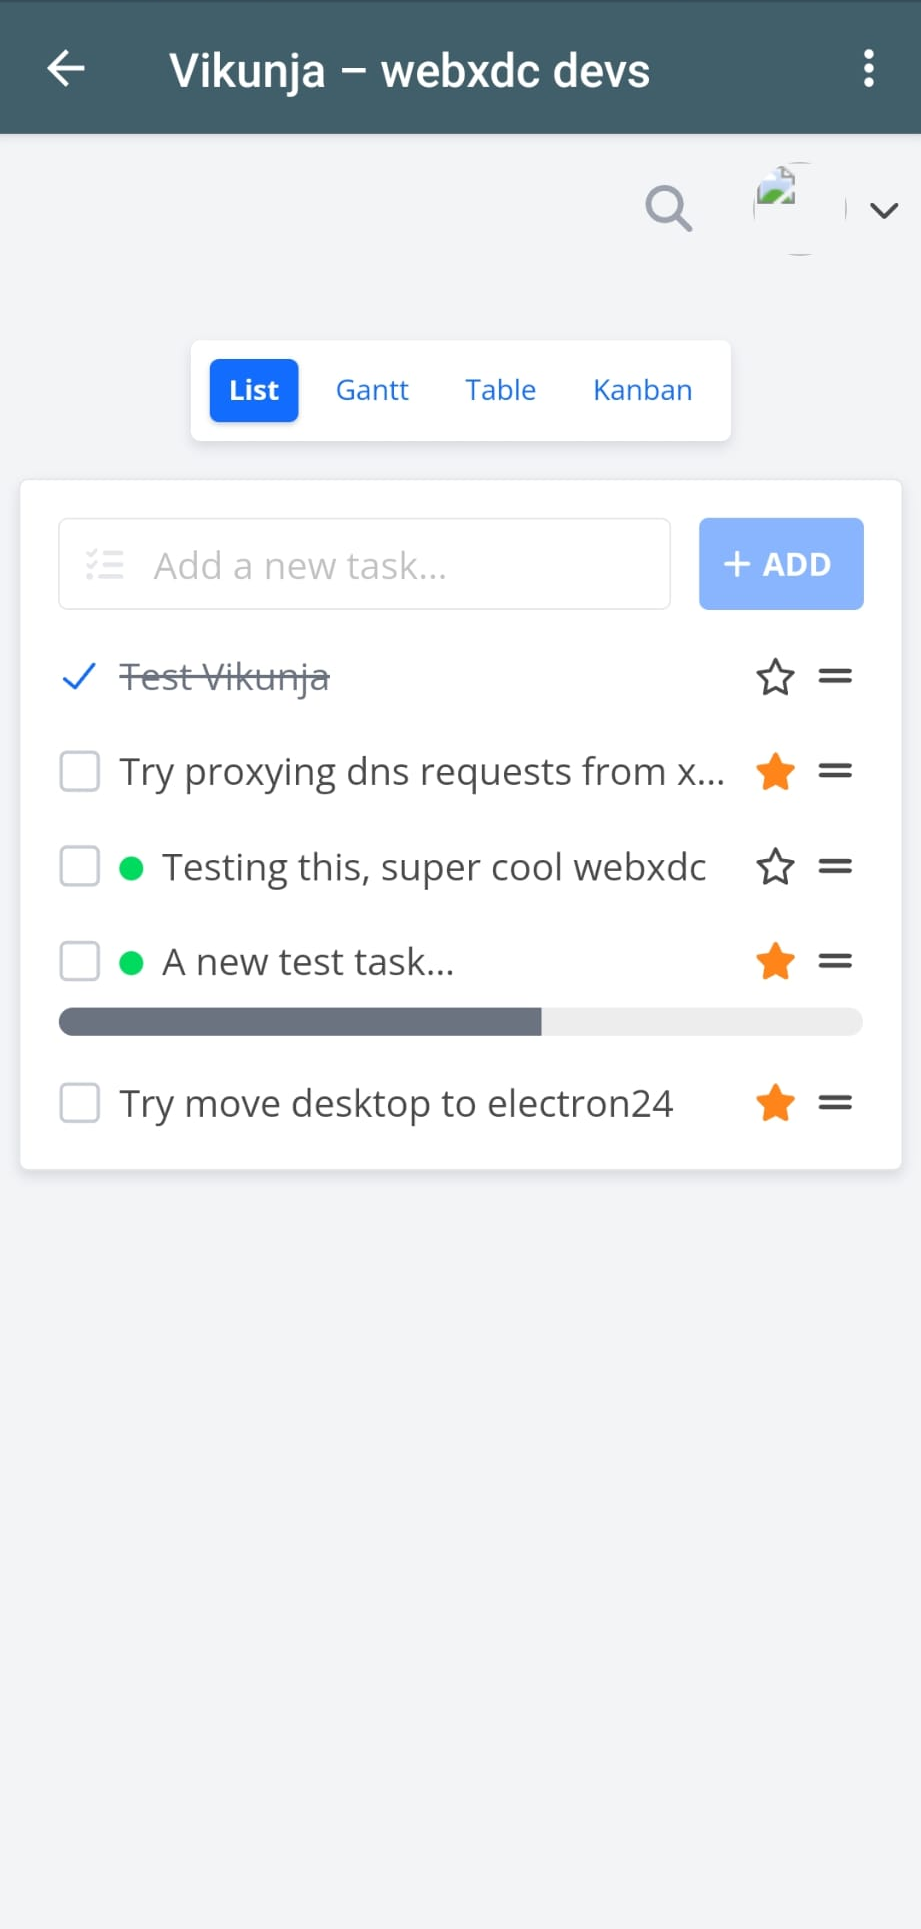 Vikunja – webxdc devs
List Gantt Table Kanban
Add a new task...
+ ADD
Test Vikunja
Try proxying dns requests from x...
Testing this, super cool webxdc
A new test task...
Try move desktop to electron24